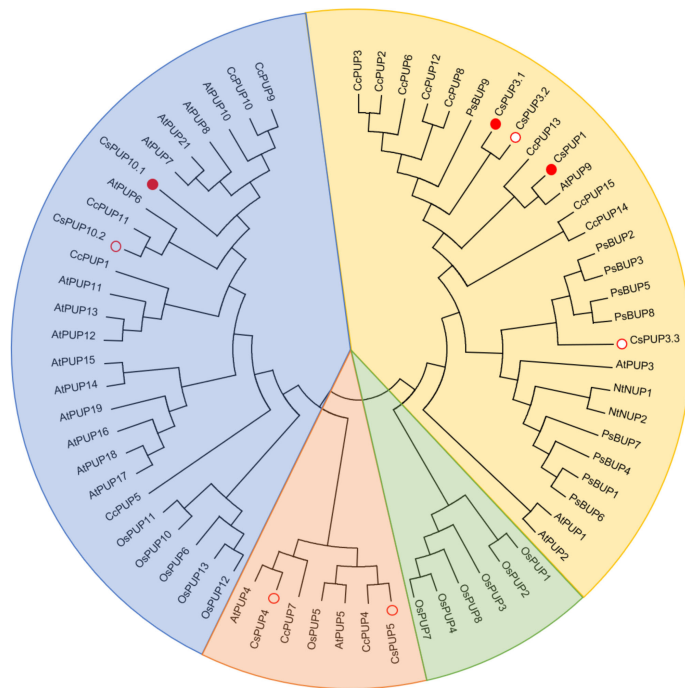 CcPUP3
CcPUP2
CcPUP6
CcPUP12
CcPUP8
PsBUP9
CsPUP3.1
CsPUP3.2
CcPUP13
CsPUP1
AtPUP9
CcPUP15
CcPUP14
PsBUP2
PsBUP3
PsBUP5
PsBUP8
CsPUP3.3
AtPUP3
NtNUP1
NtNUP2
PsBUP7
PsBUP4
PsBUP1
PsBUP6
AtPUP1
AtPUP2
OsPUP1
OsPUP2
OsPUP3
OsPUP8
OsPUP4
OsPUP7
CsPUP5
CcPUP4
AtPUP5
OsPUP5
CcPUP7
CsPUP4
AtPUP4
OsPUP12
OsPUP13
OsPUP6
OsPUP10
OsPUP11
CcPUP5
AtPUP17
AtPUP18
AtPUP16
AtPUP19
AtPUP14
AtPUP15
AtPUP12
AtPUP13
AtPUP11
CcPUP1
CsPUP10.2
CcPUP11
AtPUP6
CsPUP10.1
AtPUP7
AtPUP21
AtPUP8
AtPUP10
CcPUP10
CcPUP9